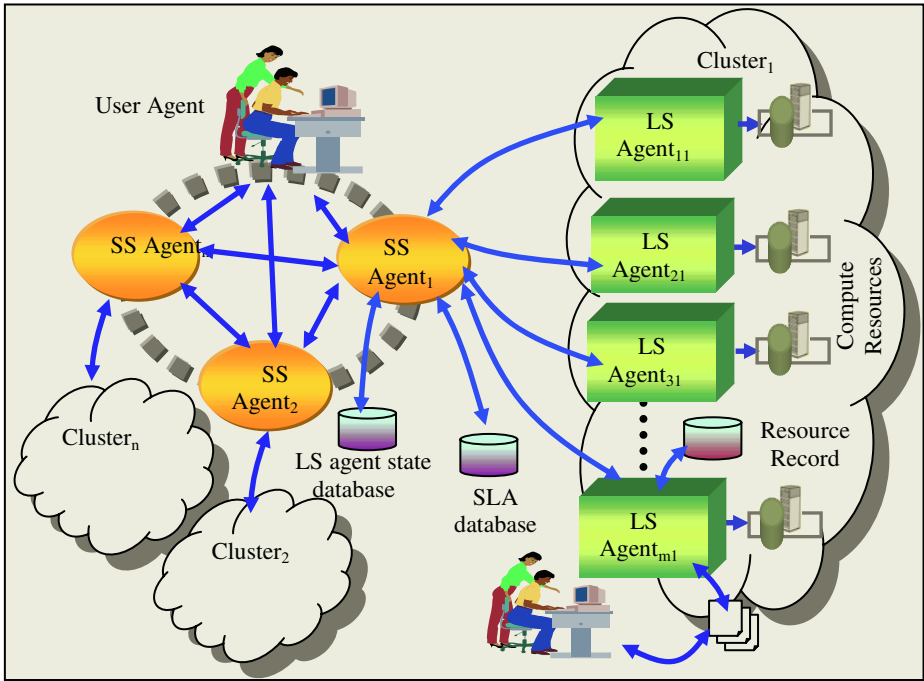 User Agent
SS Agentn
SS
Agent1
SS
Agent2
Clustern
Cluster2
LS agent state
database
SLA
database
Cluster1
LS
Agent11
LS
Agent21
LS
Agent31
Compute
Resources
Resource
Record
LS
Agentm1